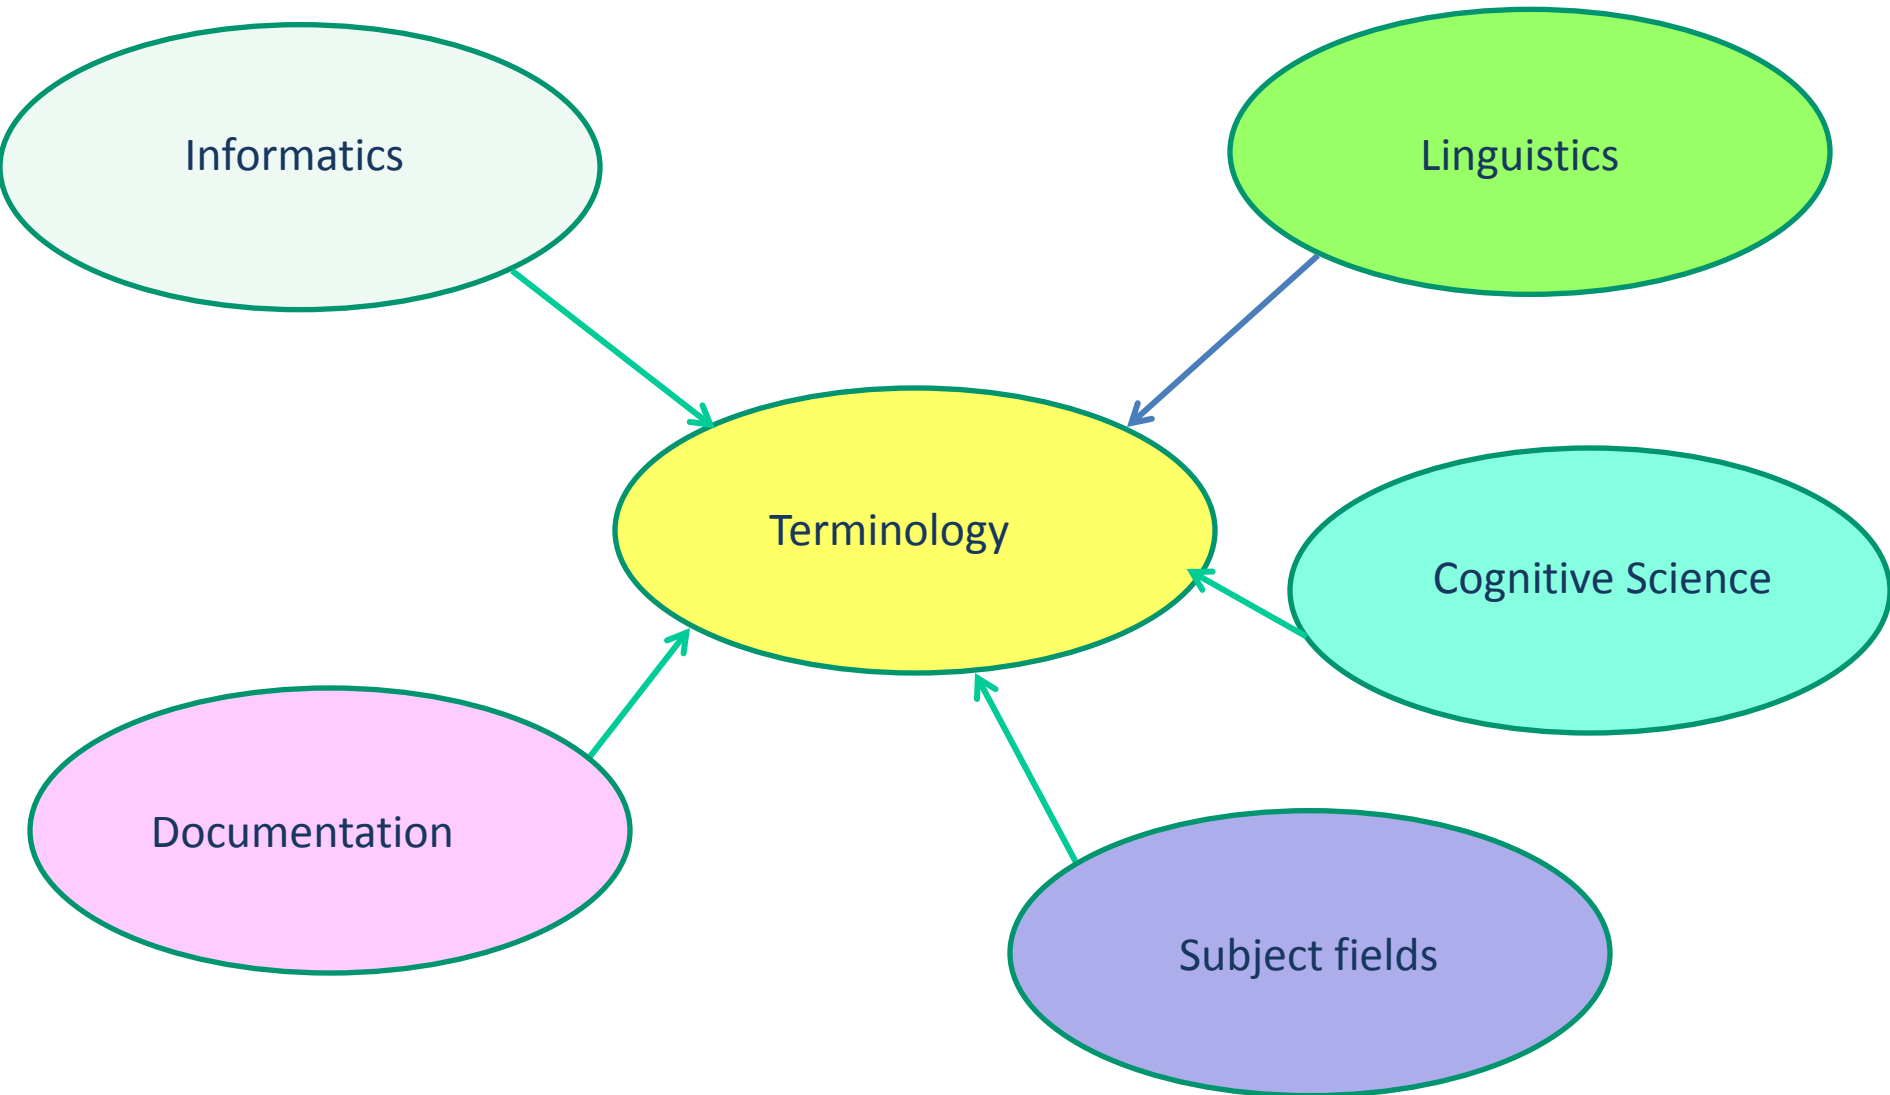 Informatics
Linguistics
Terminology
Cognitive Science
Documentation
Subject fields